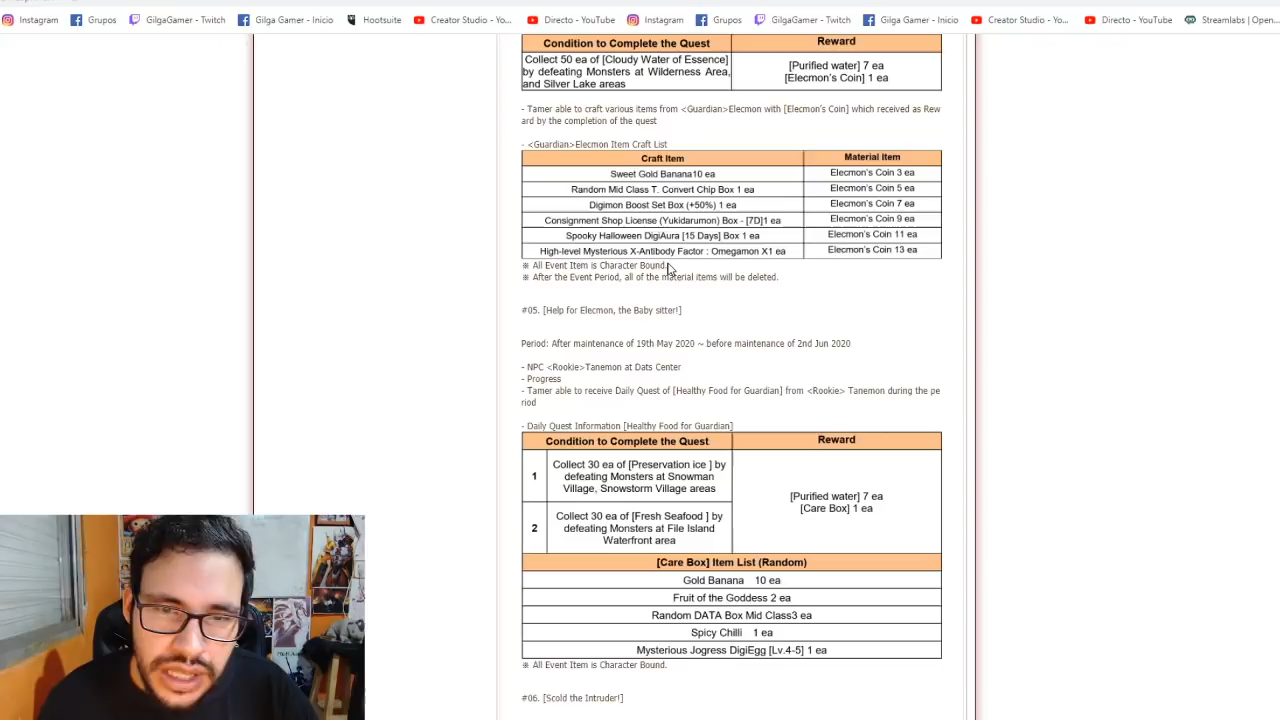 Instagram Grupos GilgaGamer - Twitch Gilga Gamer - Inicio Hootsuite Creator Studio - Yo... Directo - YouTube Instagram Grupos GilgaGamer - Twitch Gilga Gamer - Inicio Creator Studio - Yo... Directo - YouTube Streamlabs | Open...
Condition to Complete the Quest Reward
Collect 50 ea of [Cloudy Water of Essence]
by defeating Monsters at Wilderness Area,
and Silver Lake areas
[Purified water] 7 ea
[Elecmon's Coin] 1 ea
- Tamer able to craft various items from <Guardian>Elecmon with [Elecmon's Coin] which received as Rew
ard by the completion of the quest
- <Guardian>Elecmon Item Craft List
Craft Item Material Item
Sweet Gold Banana10 ea Elecmon's Coin 3 ea
Random Mid Class T. Convert Chip Box 1 ea Elecmon's Coin 5 ea
Digimon Boost Set Box (+50%) 1 ea Elecmon's Coin 7 ea
Consignment Shop License (Yukidarumon) Box - [7D]1 ea Elecmon's Coin 9 ea
Spooky Halloween DigiAura [15 Days] Box 1 ea Elecmon's Coin 11 ea
High-level Mysterious X-Antibody Factor : Omegamon X1 ea Elecmon's Coin 13 ea
※ All Event Item is Character Bound.
※ After the Event Period, all of the material items will be deleted.
#05. [Help for Elecmon, the Baby sitter!]
Period: After maintenance of 19th May 2020 ~ before maintenance of 2nd Jun 2020
- NPC <Rookie>Tanemon at Dats Center
- Progress
- Tamer able to receive Daily Quest of [Healthy Food for Guardian] from <Rookie> Tanemon during the pe
riod
- Daily Quest Information [Healthy Food for Guardian]
Condition to Complete the Quest Reward
1
Collect 30 ea of [Preservation ice ] by
defeating Monsters at Snowman
Village, Snowstorm Village areas
2
Collect 30 ea of [Fresh Seafood ] by
defeating Monsters at File Island
Waterfront area
[Purified water] 7 ea
[Care Box] 1 ea
[Care Box] Item List (Random)
Gold Banana 10 ea
Fruit of the Goddess 2 ea
Random DATA Box Mid Class3 ea
Spicy Chilli 1 ea
Mysterious Jogress DigiEgg [Lv.4-5] 1 ea
※ All Event Item is Character Bound.
#06. [Scold the Intruder!]